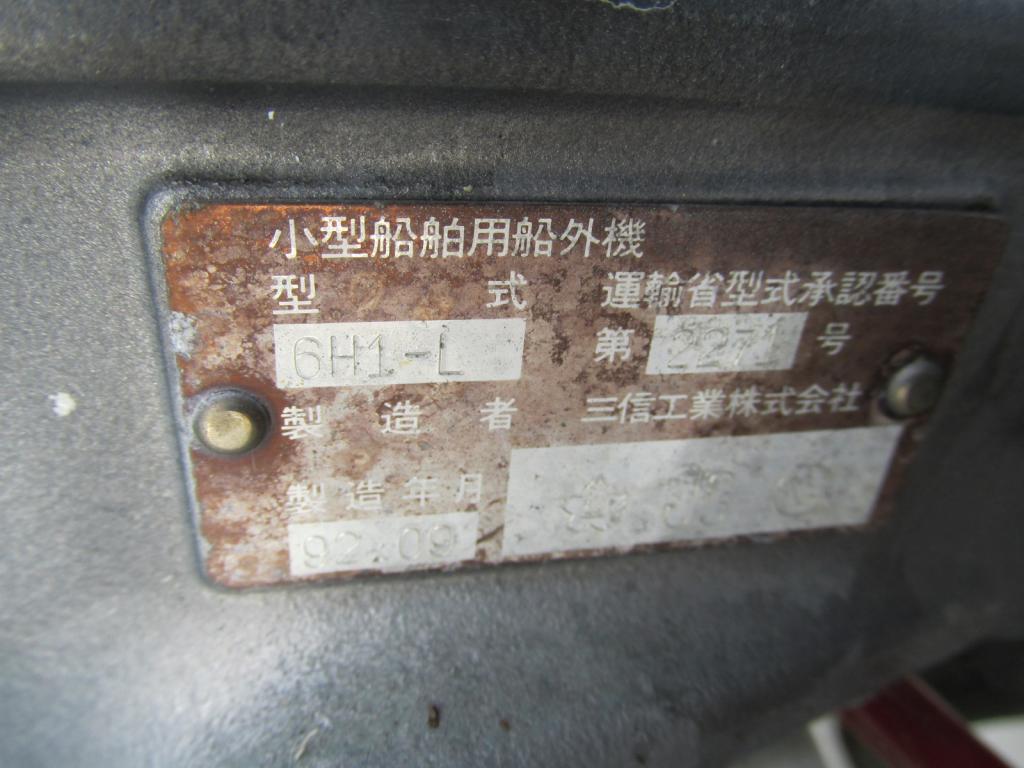 小型船舶用船外機
型式 運輸省型式承認番号
6H1-L 第 2271 号
製造者 三信工業株式会社
製造年月
92.09